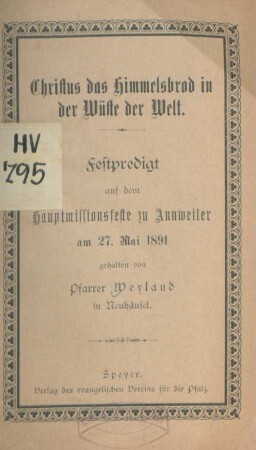 Christus das Himmelsbrod in
der Wüste der Welt.
HV
295
Festpredigt
auf dem
Hauptmissionsfeste zu Annweiler
am 27. Mai 1891
gehalten von
Pfarrer Weyland
in Neuhäusel.
Speyer.
Verlag des evangelischen Vereins für die Pfalz.